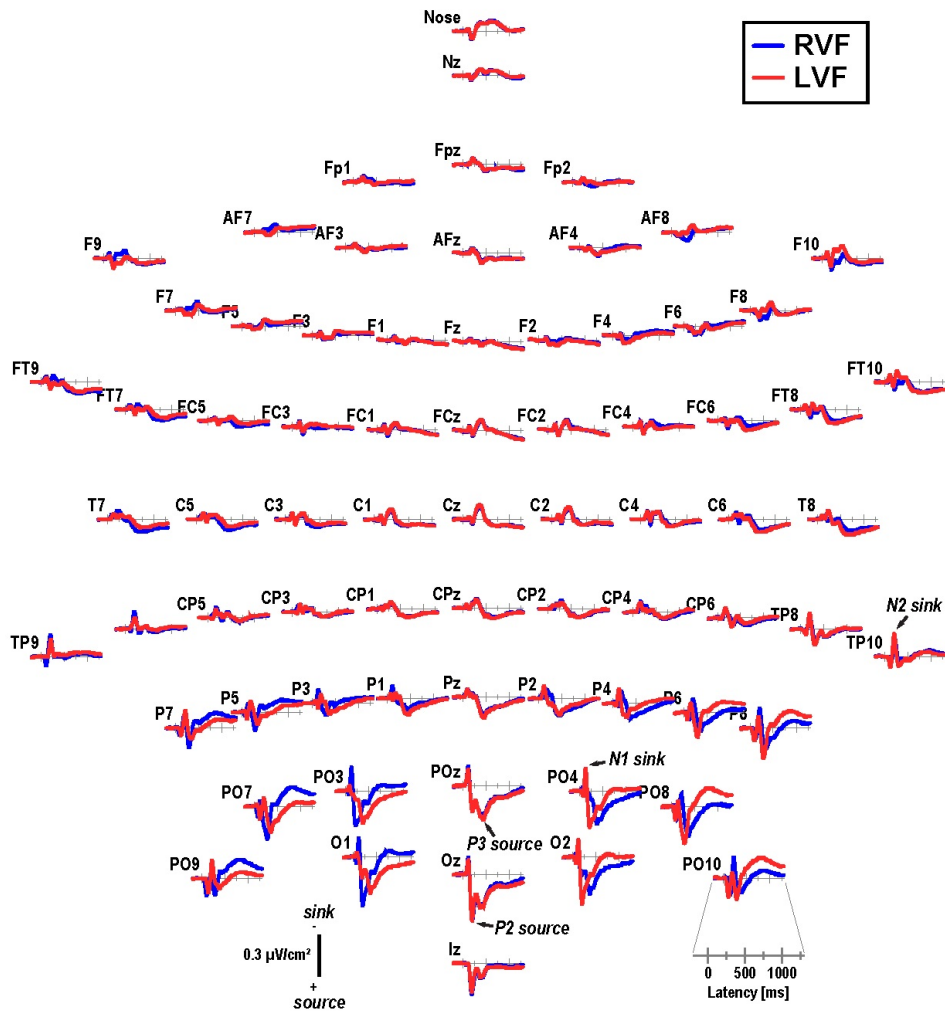 Nose
RVF
LVF
Nz
Fpz
Fp1
Fp2
AF7
AF8
AF3
AFz
AF4
F9
F10
F7
F5
F3
F1
Fz
F2
F4
F6
F8
FT9
FT10
FT7
FC5
FC3
FC1
FCz
FC2
FC4
FC6
FT8
T7
C5
C3
C1
Cz
C2
C4
C6
T8
CP5
CP3
CP1
CPz
CP2
CP4
CP6
TP8
N2 sink
TP9
TP10
P7
P5
P3
P1
Pz
P2
P4
P6
P8
N1 sink
PO7
PO3
POz
PO4
PO8
P3 source
O1
O2
PO9
Oz
PO10
sink
-
0.3 µV/cm²
+
source
P2 source
Iz
0 500 1000
Latency [ms]